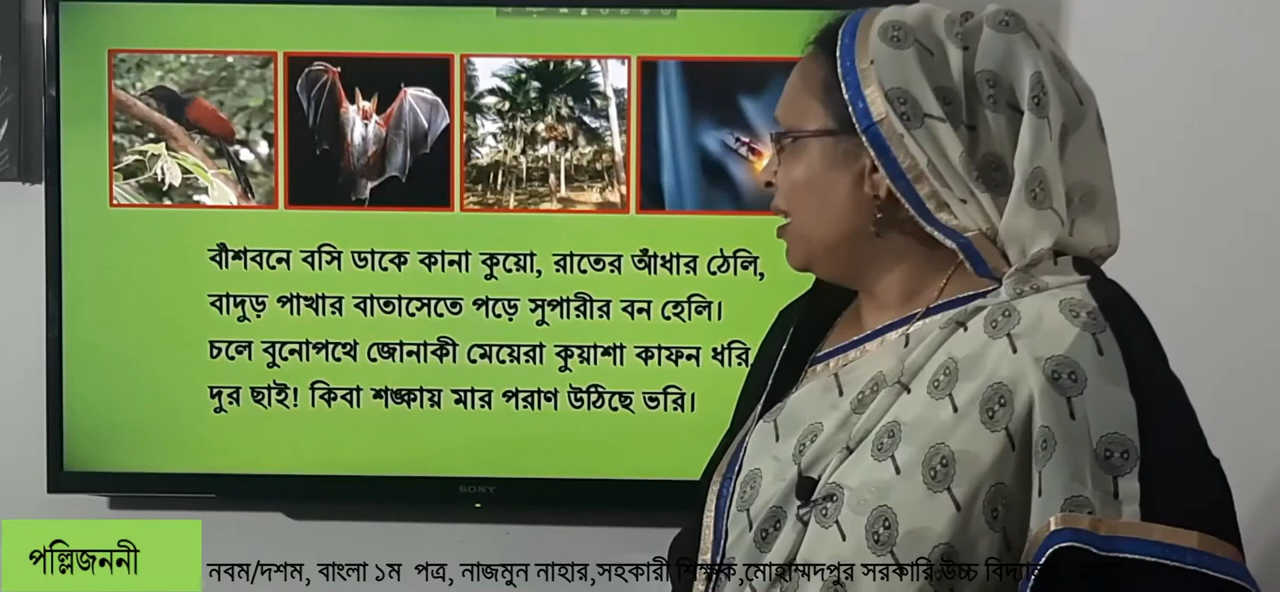 বাঁশবনে বসি ডাকে কানা কুয়ো, রাতের আঁধার ঠেলি,
বাদুড় পাখার বাতাসেতে পড়ে সুপারীর বন হেলি।
চলে বুনোপথে জোনাকী মেয়েরা কুয়াশা কাফন ধরি,
দুর ছাই! কিবা শঙ্কায় মার পরাণ উঠিছে ভরি।
SONY
পল্লিজননী
নবম/দশম, বাংলা ১ম পত্র, নাজমুন নাহার,সহকারী শিক্ষক,মোহাম্মদপুর সরকারি উচ্চ